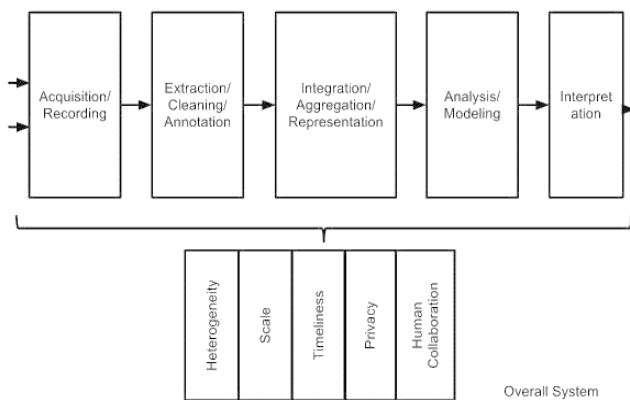 Acquisition/
Recording
Extraction/
Cleaning/
Annotation
Integration/
Aggregation/
Representation
Analysis/
Modeling
Interpret
ation
Heterogeneity
Scale
Timeliness
Privacy
Human
Collaboration
Overall System